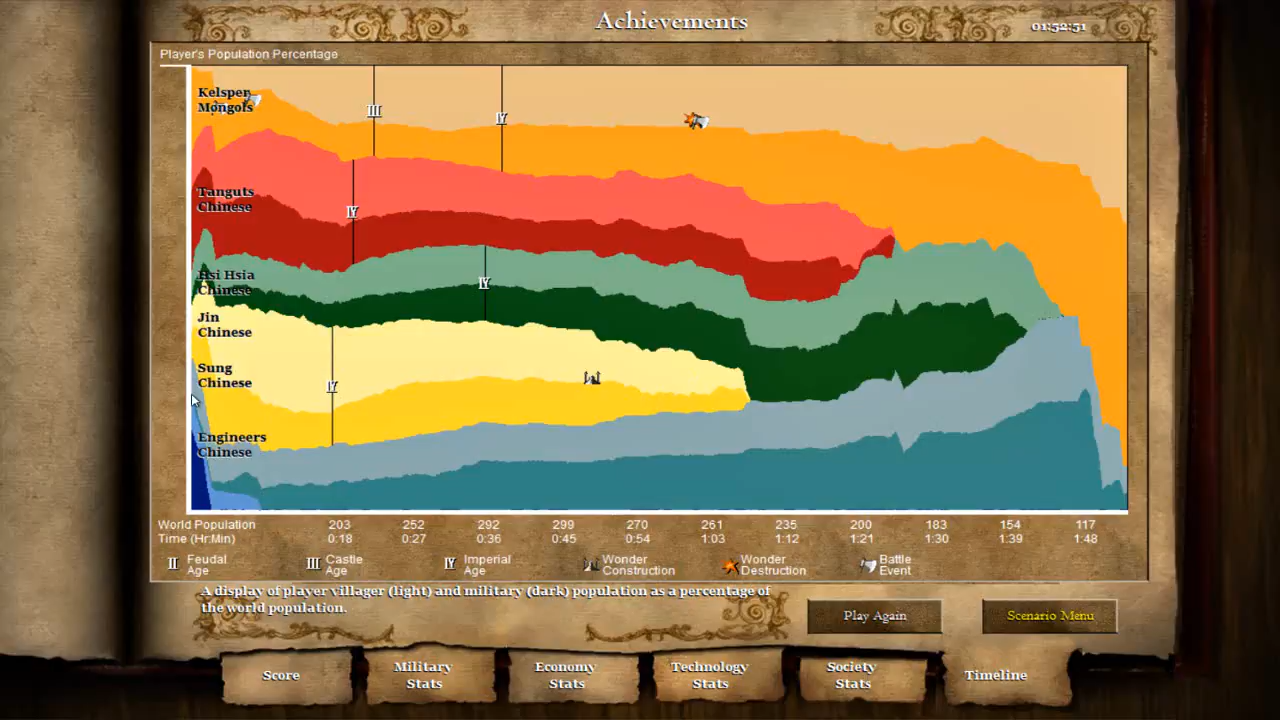 Achievements
01:52:51
Player's Population Percentage
Kelsper
Mongols
III
IV
Tanguts
Chinese
IV
Hsi Hsia
Chinese
IV
Jin
Chinese
Sung
Chinese
IV
Engineers
Chinese
World Population 203 252 292 299 270 261 235 200 183 154 117
Time (Hr:Min) 0:18 0:27 0:36 0:45 0:54 1:03 1:12 1:21 1:30 1:39 1:48
II Feudal Age
III Castle Age
IV Imperial Age
Wonder Construction
Wonder Destruction
Battle Event
A display of player villager (light) and military (dark) population as a percentage of
the world population.
Play Again
Scenario Menu
Score
Military
Stats
Economy
Stats
Technology
Stats
Society
Stats
Timeline